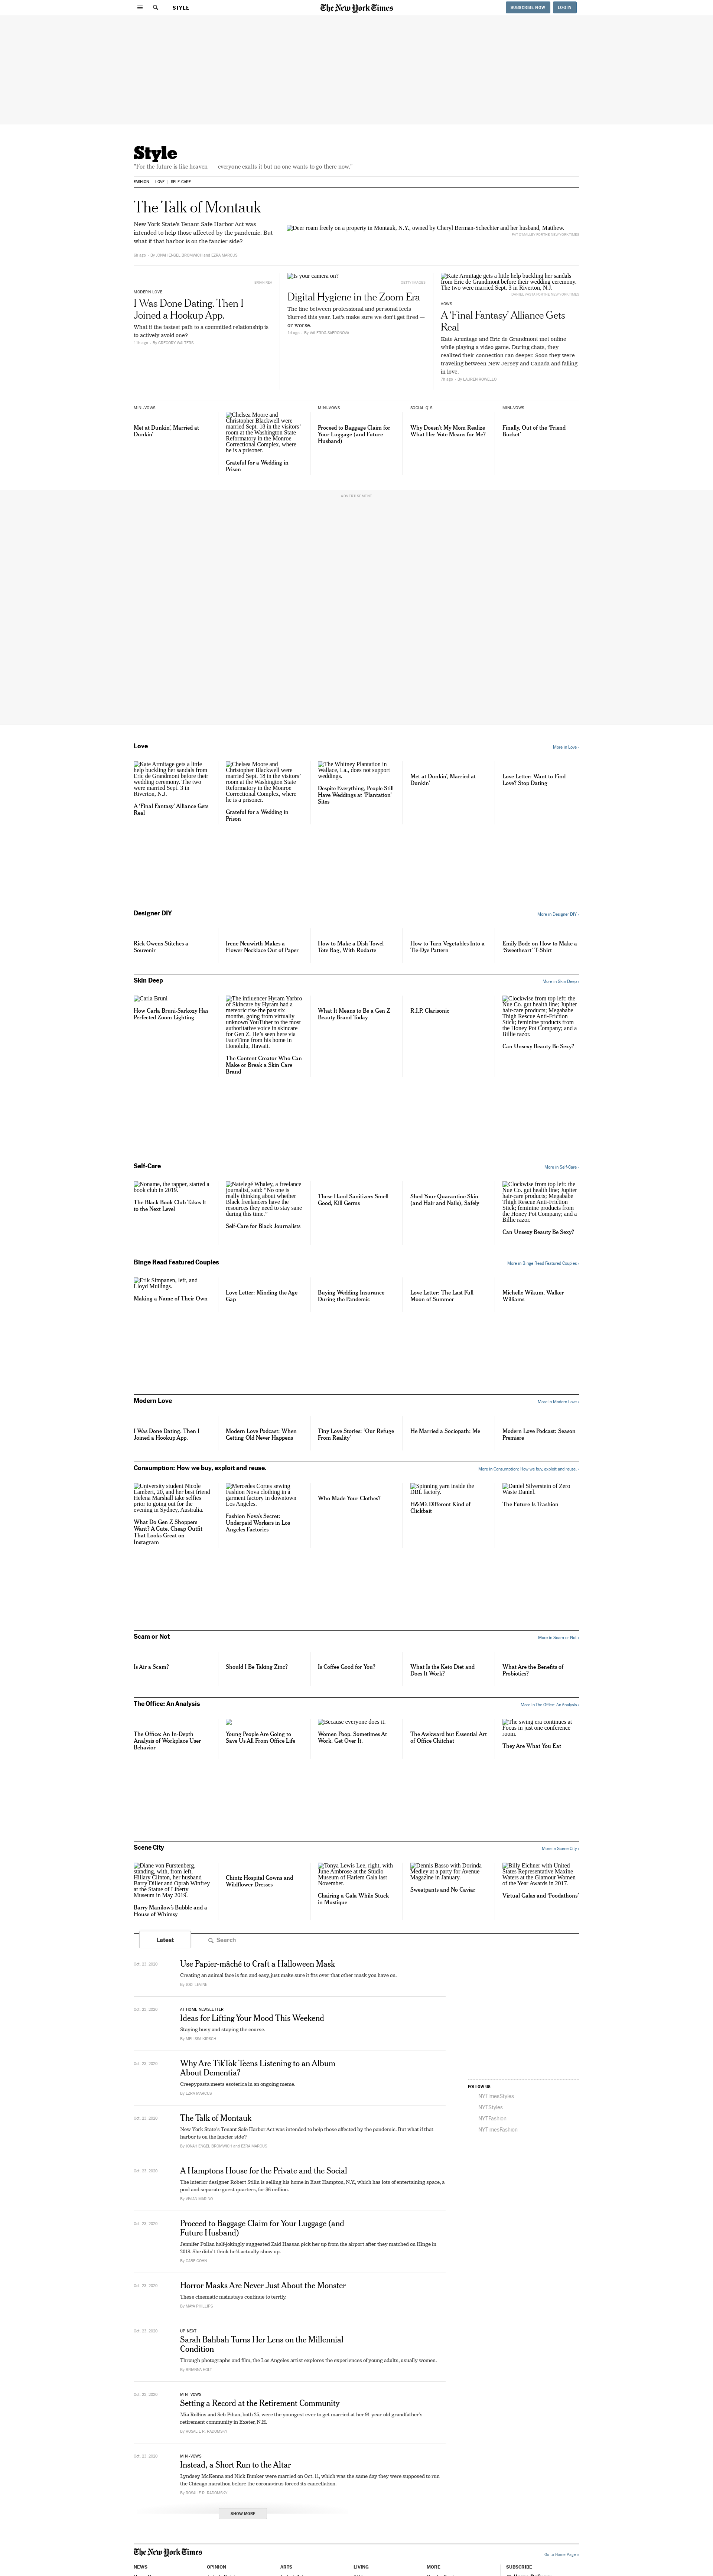 STYLE
The New York Times
SUBSCRIBE NOW
LOG IN
Style
"For the future is like heaven — everyone exalts it but no one wants to go there now."
FASHION
LOVE
SELF-CARE
The Talk of Montauk
New York State's Tenant Safe Harbor Act was
intended to help those affected by the pandemic. But
what if that harbor is on the fancier side?
By JONAH ENGEL BROMWICH and EZRA MARCUS
Deer roam freely on a property in Montauk, N.Y., owned by Cheryl Berman-Schechter and her husband, Matthew.
MODERN LOVE
I Was Done Dating. Then I
Joined a Hookup App.
What if the fastest path to a committed relationship is
to actively avoid one?
By GREGORY WALTERS
Is your camera on?
GETTY IMAGES
Digital Hygiene in the Zoom Era
The line between professional and personal feels
blurred this year. Let's make sure we don't get fired —
or worse.
By VALERIYA SAFRONOVA
Kate Armitage gets a little help buckling her
sandals from Eric de Grandmont before their
wedding ceremony. The two were married Sept.
3 in Riverton, N.J.
VOWS
A 'Final Fantasy' Alliance Gets
Real
Kate Armitage and Eric de Grandmont met online
while playing a video game. During chats, they
realized their connection ran deeper. Soon they were
traveling between New Jersey and Canada and falling
in love.
MINI-VOWS
Met at Dunkin', Married at
Dunkin'
Chelsea Moore and
Christopher Blackwell were
married Sept. 18 in the visitors'
room at the Washington State
Reformatory in the Monroe
Correctional Complex, where
he is a prisoner.
Grateful for a Wedding in
Prison
MINI-VOWS
Proceed to Baggage Claim for
Your Luggage (and Future
Husband)
SOCIAL Q'S
Why Doesn't My Mom Realize
What Her Vote Means for Me?
MINI-VOWS
Finally, Out of the 'Friend
Bucket'
ADVERTISEMENT
Love
More in Love ›
Kate Armitage gets a little
help buckling her sandals from
Eric de Grandmont before their
wedding ceremony. The two
were married Sept. 3 in
Riverton, N.J.
A 'Final Fantasy' Alliance Gets
Real
Chelsea Moore and
Christopher Blackwell were
married Sept. 18 in the visitors'
room at the Washington State
Reformatory in the Monroe
Correctional Complex, where
he is a prisoner.
Grateful for a Wedding in
Prison
The Whitney Plantation in
Wallace, La., does not support
weddings.
Despite Everything, People Still
Have Weddings at 'Plantation'
Sites
Met at Dunkin', Married at
Dunkin'
Love Letter: Want to Find
Love? Stop Dating
Designer DIY
More in Designer DIY ›
Rick Owens Stitches a
Souvenir
Irene Neuwirth Makes a
Flower Necklace Out of Paper
How to Make a Dish Towel
Tote Bag, With Rodarte
How to Turn Vegetables Into a
Tie-Dye Pattern
Emily Bode on How to Make a
'Sweetheart' T-Shirt
Skin Deep
More in Skin Deep ›
Carla Bruni
How Carla Bruni-Sarkozy Has
Perfected Zoom Lighting
The influencer Hyram Yarbro
of Skincare by Hyram had a
meteoric rise the past six
months, going from virtually
unknown YouTuber to the most
authoritative voice in skincare
for Gen Z. He's seen here via
FaceTime from his home in
Honolulu, Hawaii.
The Content Creator Who Can
Make or Break a Skin Care
Brand
What It Means to Be a Gen Z
Beauty Brand Today
R.I.P. Clarisonic
Clockwise from top left: the
Nue Co. gut health line; Jupiter
hair-care products; Megababe
Thigh Rescue Anti-Friction
Stick; feminine products from
the Honey Pot Company; and a
Billie razor.
Can Unsexy Beauty Be Sexy?
Self-Care
More in Self-Care ›
Noname, the rapper, started a
book club in 2019.
The Black Book Club Takes It
to the Next Level
Natelegé Whaley, a freelance
journalist, said: "No one is
really thinking about whether
Black freelancers have the
resources they need to stay sane
during this time."
Self-Care for Black Journalists
These Hand Sanitizers Smell
Good, Kill Germs
Shed Your Quarantine Skin
(and Hair and Nails), Safely
Clockwise from top left: the
Nue Co. gut health line; Jupiter
hair-care products; Megababe
Thigh Rescue Anti-Friction
Stick; feminine products from
the Honey Pot Company; and a
Billie razor.
Can Unsexy Beauty Be Sexy?
Binge Read Featured Couples
More in Binge Read Featured Couples ›
Erik Simpanen, left, and
Lloyd Mullings.
Making a Name of Their Own
Love Letter: Minding the Age
Gap
Buying Wedding Insurance
During the Pandemic
Love Letter: The Last Full
Moon of Summer
Michelle Wikum, Walker
Williams
Modern Love
More in Modern Love ›
I Was Done Dating. Then I
Joined a Hookup App.
Modern Love Podcast: When
Getting Old Never Happens
Tiny Love Stories: 'Our Refuge
From Reality'
He Married a Sociopath: Me
Modern Love Podcast: Season
Premiere
Consumption: How we buy, exploit and reuse.
More in Consumption: How we buy, exploit and reuse. ›
University student Nicole
Lambert, 20, and her best friend
Helena Marshall take selfies
prior to going out for the
evening in Sydney, Australia.
What Do Gen Z Shoppers
Want? A Cute, Cheap Outfit
That Looks Great on
Instagram
Mercedes Cortes sewing
Fashion Nova clothing in a
garment factory in downtown
Los Angeles.
Fashion Nova's Secret:
Underpaid Workers in Los
Angeles Factories
Who Made Your Clothes?
Spinning yarn inside the
DBL factory.
H&M's Different Kind of
Clickbait
Daniel Silverstein of Zero
Waste Daniel.
The Future Is Trashion
Scam or Not
More in Scam or Not ›
Is Air a Scam?
Should I Be Taking Zinc?
Is Coffee Good for You?
What Is the Keto Diet and
Does It Work?
What Are the Benefits of
Probiotics?
The Office: An Analysis
More in The Office: An Analysis ›
The Office: An In-Depth
Analysis of Workplace User
Behavior
Young People Are Going to
Save Us All From Office Life
Because everyone does it.
Women Poop. Sometimes At
Work. Get Over It.
The Awkward but Essential Art
of Office Chitchat
The swing era continues at
Focus in just one conference
room.
They Are What You Eat
Scene City
More in Scene City ›
Diane von Furstenberg,
standing, with, from left,
Hillary Clinton, her husband
Barry Diller and Oprah Winfrey
at the Statue of Liberty
Museum in May 2019.
Barry Manilow's Bubble and a
House of Whimsy
Chintz Hospital Gowns and
Wildflower Dresses
Tonya Lewis Lee, right, with
June Ambrose at the Studio
Museum of Harlem Gala last
November.
Chairing a Gala While Stuck
in Mustique
Dennis Basso with Dorinda
Medley at a party for Avenue
Magazine in January.
Sweatpants and No Caviar
Billy Eichner with United
States Representative Maxine
Waters at the Glamour Women
of the Year Awards in 2017.
Virtual Galas and 'Foodathons'
Latest
Search
Use Papier-mâché to Craft a Halloween Mask
Creating an animal face is fun and easy, just make sure it fits over that other mask you have on.
By JODI LEVINE
AT HOME NEWSLETTER
Ideas for Lifting Your Mood This Weekend
Staying busy and staying the course.
By MELISSA KIRSCH
Oct. 23, 2020
Why Are TikTok Teens Listening to an Album
About Dementia?
Creepypasta meets esoterica in an ongoing meme.
By EZRA MARCUS
Oct. 23, 2020
The Talk of Montauk
New York State's Tenant Safe Harbor Act was intended to help those affected by the pandemic. But what if that
harbor is on the fancier side?
By JONAH ENGEL BROMWICH and EZRA MARCUS
Oct. 23, 2020
A Hamptons House for the Private and the Social
The interior designer Robert Stilin is selling his home in East Hampton, N.Y., which has lots of entertaining space, a
pool and separate guest quarters, for $6 million.
By VIVIAN MARINO
Oct. 23, 2020
Proceed to Baggage Claim for Your Luggage (and
Future Husband)
Jennifer Pollan half-jokingly suggested Zaid Hassan pick her up from the airport after they matched on Hinge in
2018. She didn't think he'd actually show up.
By GABE COHN
Oct. 23, 2020
Horror Masks Are Never Just About the Monster
These cinematic mainstays continue to terrify.
By MAYA PHILLIPS
Oct. 23, 2020
UP NEXT
Sarah Bahbah Turns Her Lens on the Millennial
Condition
Through photographs and film, the Los Angeles artist explores the experiences of young adults, usually women.
By BRIANNA HOLT
Oct. 23, 2020
MINI-VOWS
Setting a Record at the Retirement Community
Mia Rollins and Seb Pihan, both 25, were the youngest ever to get married at her 91-year-old grandfather's
retirement community in Exeter, N.H.
By ROSALIE R. RADOMSKY
Oct. 23, 2020
MINI-VOWS
Instead, a Short Run to the Altar
Lyndsey McKenna and Nick Bunker were married on Oct. 11, which was the same day they were supposed to run
the Chicago marathon before the coronavirus forced its cancellation.
By ROSALIE R. RADOMSKY
SHOW MORE
FOLLOW US
NYTimesStyles
NYTStyles
NYTFashion
NYTimesFashion
The New York Times
Go to Home Page »
NEWS
OPINION
ARTS
LIVING
MORE
SUBSCRIBE